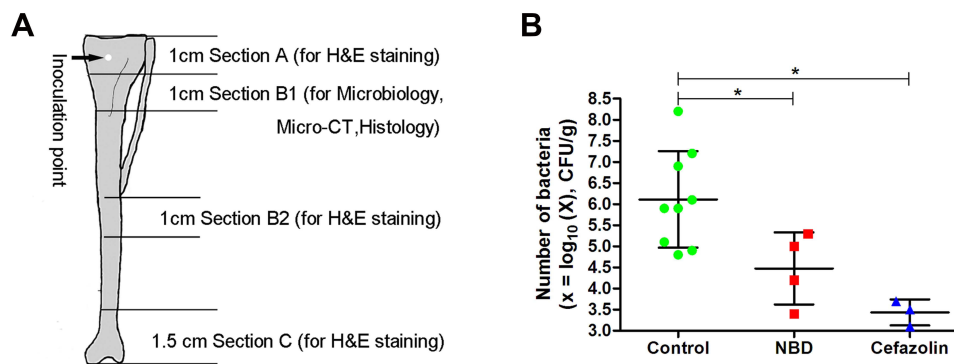 A
Inoculation point
1cm Section A (for H&E staining)
1cm Section B1 (for Microbiology,
Micro-CT,Histology)
1cm Section B2 (for H&E staining)
1.5 cm Section C (for H&E staining)
B
Number of bacteria
(x = log10 (X), CFU/g)
*
*
8.5
8.0
7.5
7.0
6.5
6.0
5.5
5.0
4.5
4.0
3.5
3.0
Control NBD Cefazolin